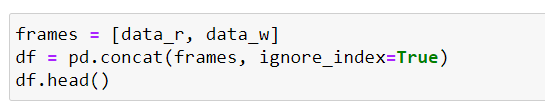 frames = [data_r, data_w]
df = pd.concat(frames, ignore_index=True)
df.head()